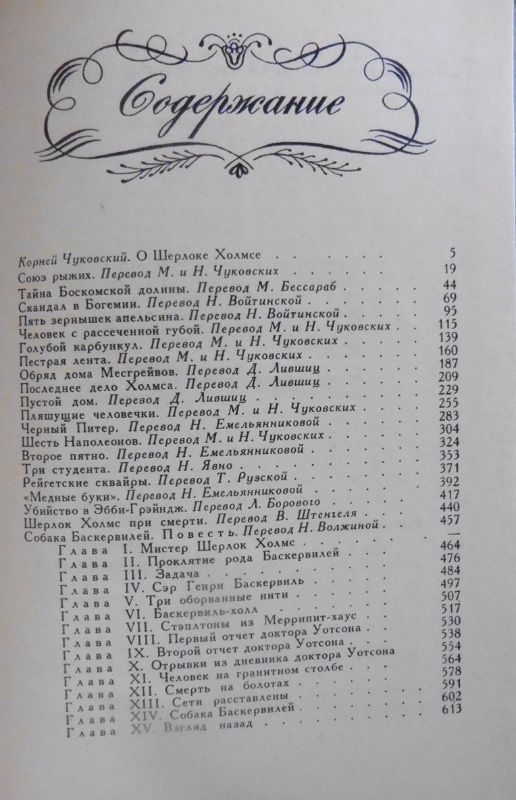 Содержание
Корней Чуковский. О Шерлоке Холмсе . . . . . . 5
Союз рыжих. Перевод М. и Н. Чуковских . . . . . . 19
Тайна Боскомской долины. Перевод М. Бессараб . . 44
Скандал в Богемии. Перевод Н. Войтинской . . . . 69
Пять зернышек апельсина. Перевод Н. Войтинской . . 95
Человек с рассеченной губой. Перевод М. и Н. Чуковских . . 115
Голубой карбункул. Перевод М. и Н. Чуковских . . . 139
Пестрая лента. Перевод М. и Н. Чуковских . . . . 160
Обряд дома Месгрейвов. Перевод Д. Лившиц . . . . 187
Последнее дело Холмса. Перевод Д. Лившиц . . . . 209
Пустой дом. Перевод Д. Лившиц . . . . . . 229
Пляшущие человечки. Перевод М. и Н. Чуковских . . . 255
Черный Питер. Перевод Н. Емельянниковой . . . . 283
Шесть Наполеонов. Перевод М. и Н. Чуковских . . . . 304
Второе пятно. Перевод Н. Емельянниковой . . . . 324
Три студента. Перевод Н. Явно . . . . . . 353
Рейгетские сквайры. Перевод Т. Рузской . . . . 371
«Медные буки». Перевод Н. Емельянниковой . . . . 392
Убийство в Эбби-Грэйндж. Перевод Л. Борового . . . 417
Шерлок Холмс при смерти. Перевод В. Штенгеля . . . 440
Собака Баскервилей. Повесть. Перевод Н. Волжиной . . 457
Глава I. Мистер Шерлок Холмс . . . . . —
Глава II. Проклятие рода Баскервилей . . . . 464
Глава III. Задача . . . . . . 476
Глава IV. Сэр Генри Баскервиль . . . . . 484
Глава V. Три оборванные нити . . . . . 497
Глава VI. Баскервиль-холл . . . . . 507
Глава VII. Стэплтоны из Меррипит-хаус . . . . 517
Глава VIII. Первый отчет доктора Уотсона . . . 530
Глава IX. Второй отчет доктора Уотсона . . . . 538
Глава X. Отрывки из дневника доктора Уотсона . . 554
Глава XI. Человек на гранитном столбе . . . . 564
Глава XII. Смерть на болотах . . . . . 578
Глава XIII. Сети расставлены . . . . . 591
Глава XIV. Собака Баскервилей . . . . . 602
Глава XV. Взгляд назад . . . . . . 613